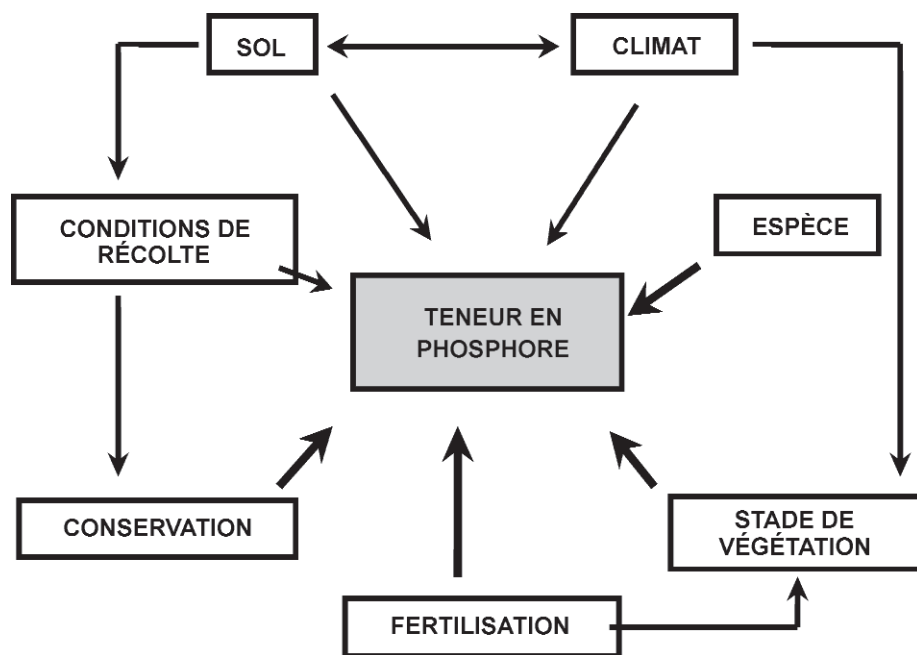 SOL
CLIMAT
CONDITIONS DE
RÉCOLTE
ESPÈCE
TENEUR EN
PHOSPHORE
CONSERVATION
STADE DE
VÉGÉTATION
FERTILISATION